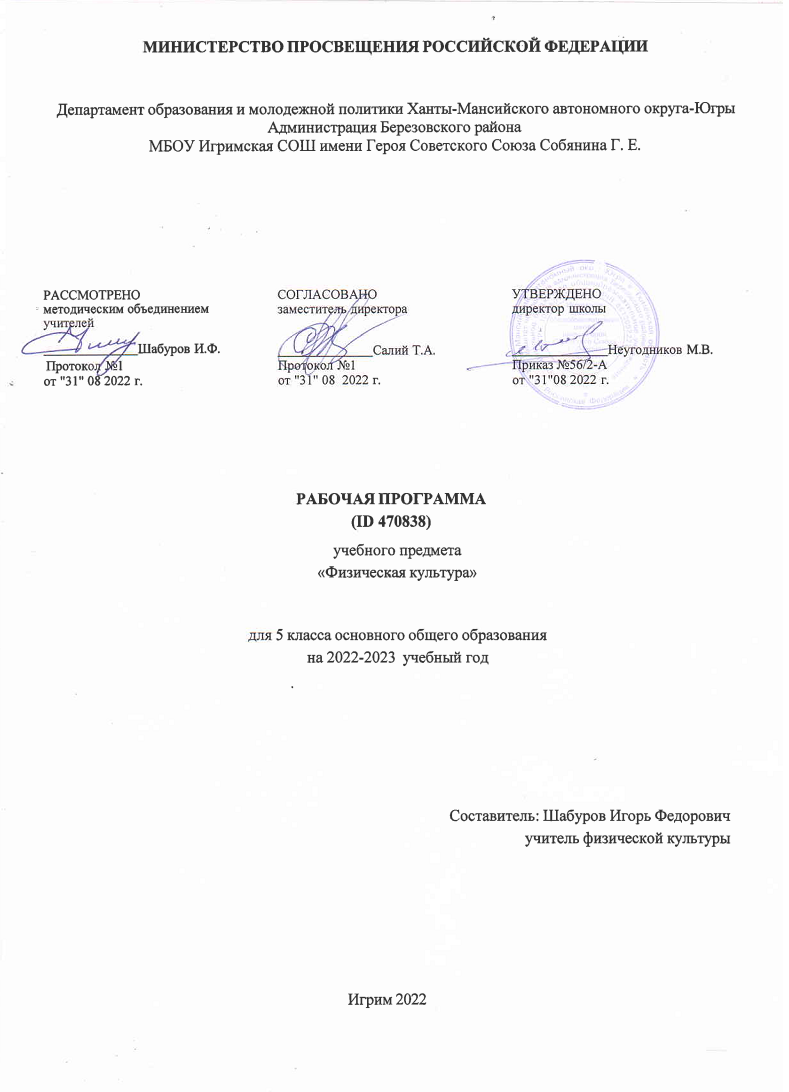 МИНИСТЕРСТВО ПРОСВЕЩЕНИЯ РОССИЙСКОЙ ФЕДЕРАЦИИ
Департамент образования и молодежной политики Ханты-Мансийского автономного округа-Югры
Администрация Березовского района
МБОУ Игримская СОШ имени Героя Советского Союза Собянина Г. Е.
РАССМОТРЕНО
методическим объединением
учителей
Шабуров И.Ф.
Протокол №1
от "31" 08 2022 г.
СОГЛАСОВАНО
заместитель директора
Салий Т.А.
Протокол №1
от "31" 08 2022 г.
УТВЕРЖДЕНО
директор школы
Неугодников М.В.
Приказ №56/2-А
от "31"08 2022 г.
РАБОЧАЯ ПРОГРАММА
(ID 470838)
учебного предмета
«Физическая культура»
для 5 класса основного общего образования
на 2022-2023 учебный год
Составитель: Шабуров Игорь Федорович
учитель физической культуры
Игрим 2022